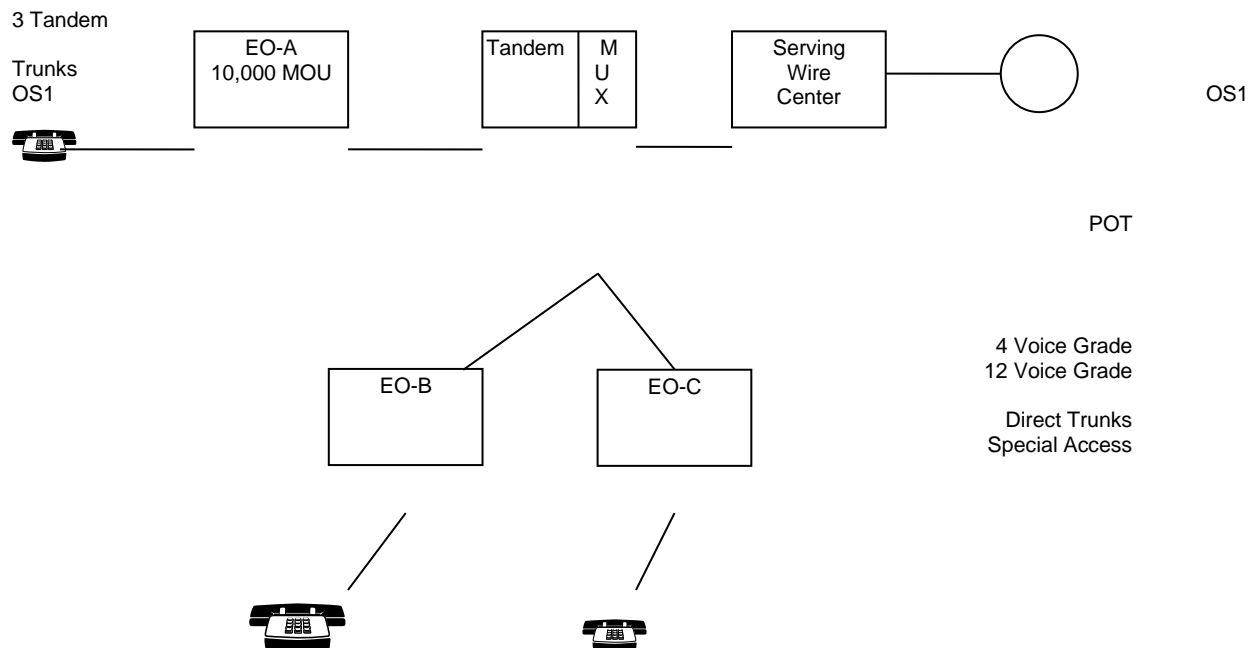 3 Tandem
Trunks
OS1
EO-A
10,000 MOU
Tandem
M
U
X
Serving
Wire
Center
OS1
POT
4 Voice Grade
12 Voice Grade
EO-B
EO-C
Direct Trunks
Special Access